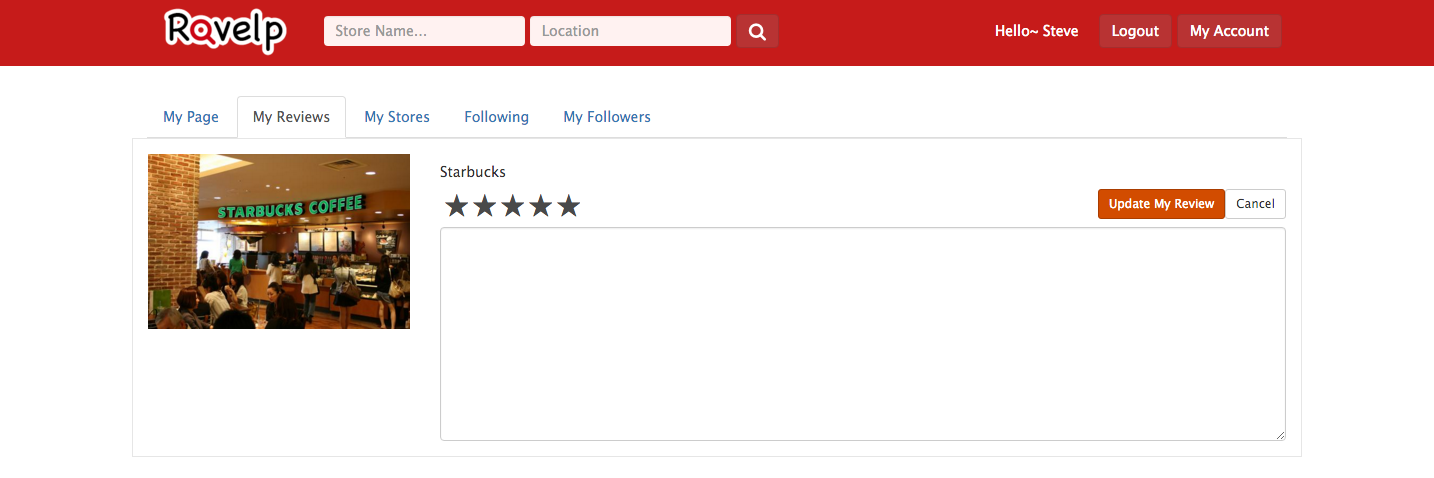 Ravelp
Store Name...
Location
Hello~ Steve
Logout
My Account
My Page
My Reviews
My Stores
Following
My Followers
STARBUCKS COFFEE
Starbucks
Update My Review
Cancel